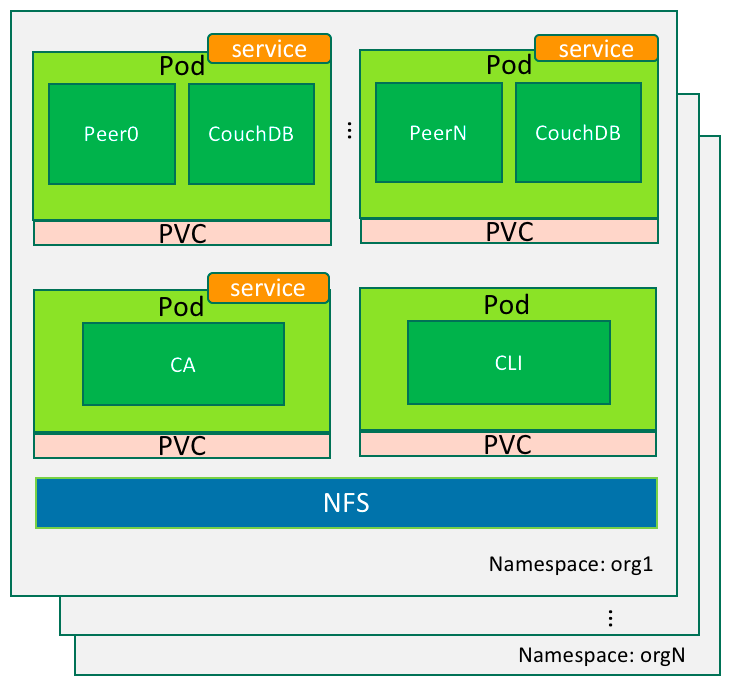 service
Pod
Peer0
CouchDB
PVC
⋮
service
Pod
PeerN
CouchDB
PVC
service
Pod
CA
PVC
Pod
CLI
PVC
NFS
Namespace: org1
⋮
Namespace: orgN